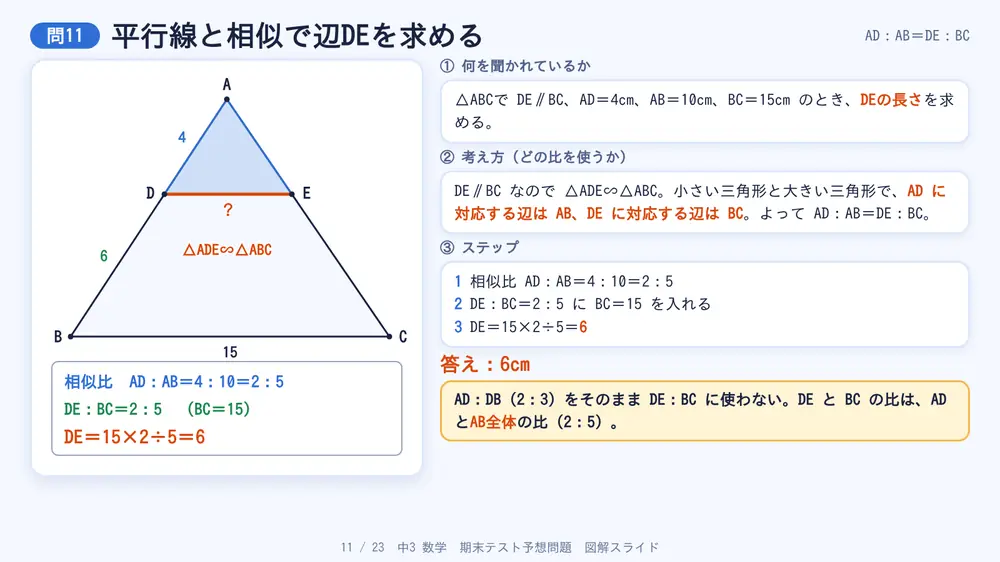 問11 平行線と相似で辺DEを求める
AD：AB＝DE：BC
A
4
D
E
？
△ADE∽△ABC
6
B
C
15
相似比　AD：AB＝4：10＝2：5
DE：BC＝2：5　（BC＝15）
DE＝15×2÷5＝6
① 何を聞かれているか
△ABCで DE∥BC、AD＝4cm、AB＝10cm、BC＝15cm のとき、DEの長さを求
める。
② 考え方（どの比を使うか）
DE∥BC なので △ADE∽△ABC。小さい三角形と大きい三角形で、AD に
対応する辺は AB、DE に対応する辺は BC。よって AD：AB＝DE：BC。
③ ステップ
1 相似比 AD：AB＝4：10＝2：5
2 DE：BC＝2：5 に BC＝15 を入れる
3 DE＝15×2÷5＝6
答え：6cm
AD：DB（2：3）をそのまま DE：BC に使わない。DE と BC の比は、AD
とAB全体の比（2：5）。
11 / 23　中3 数学　期末テスト予想問題　図解スライド